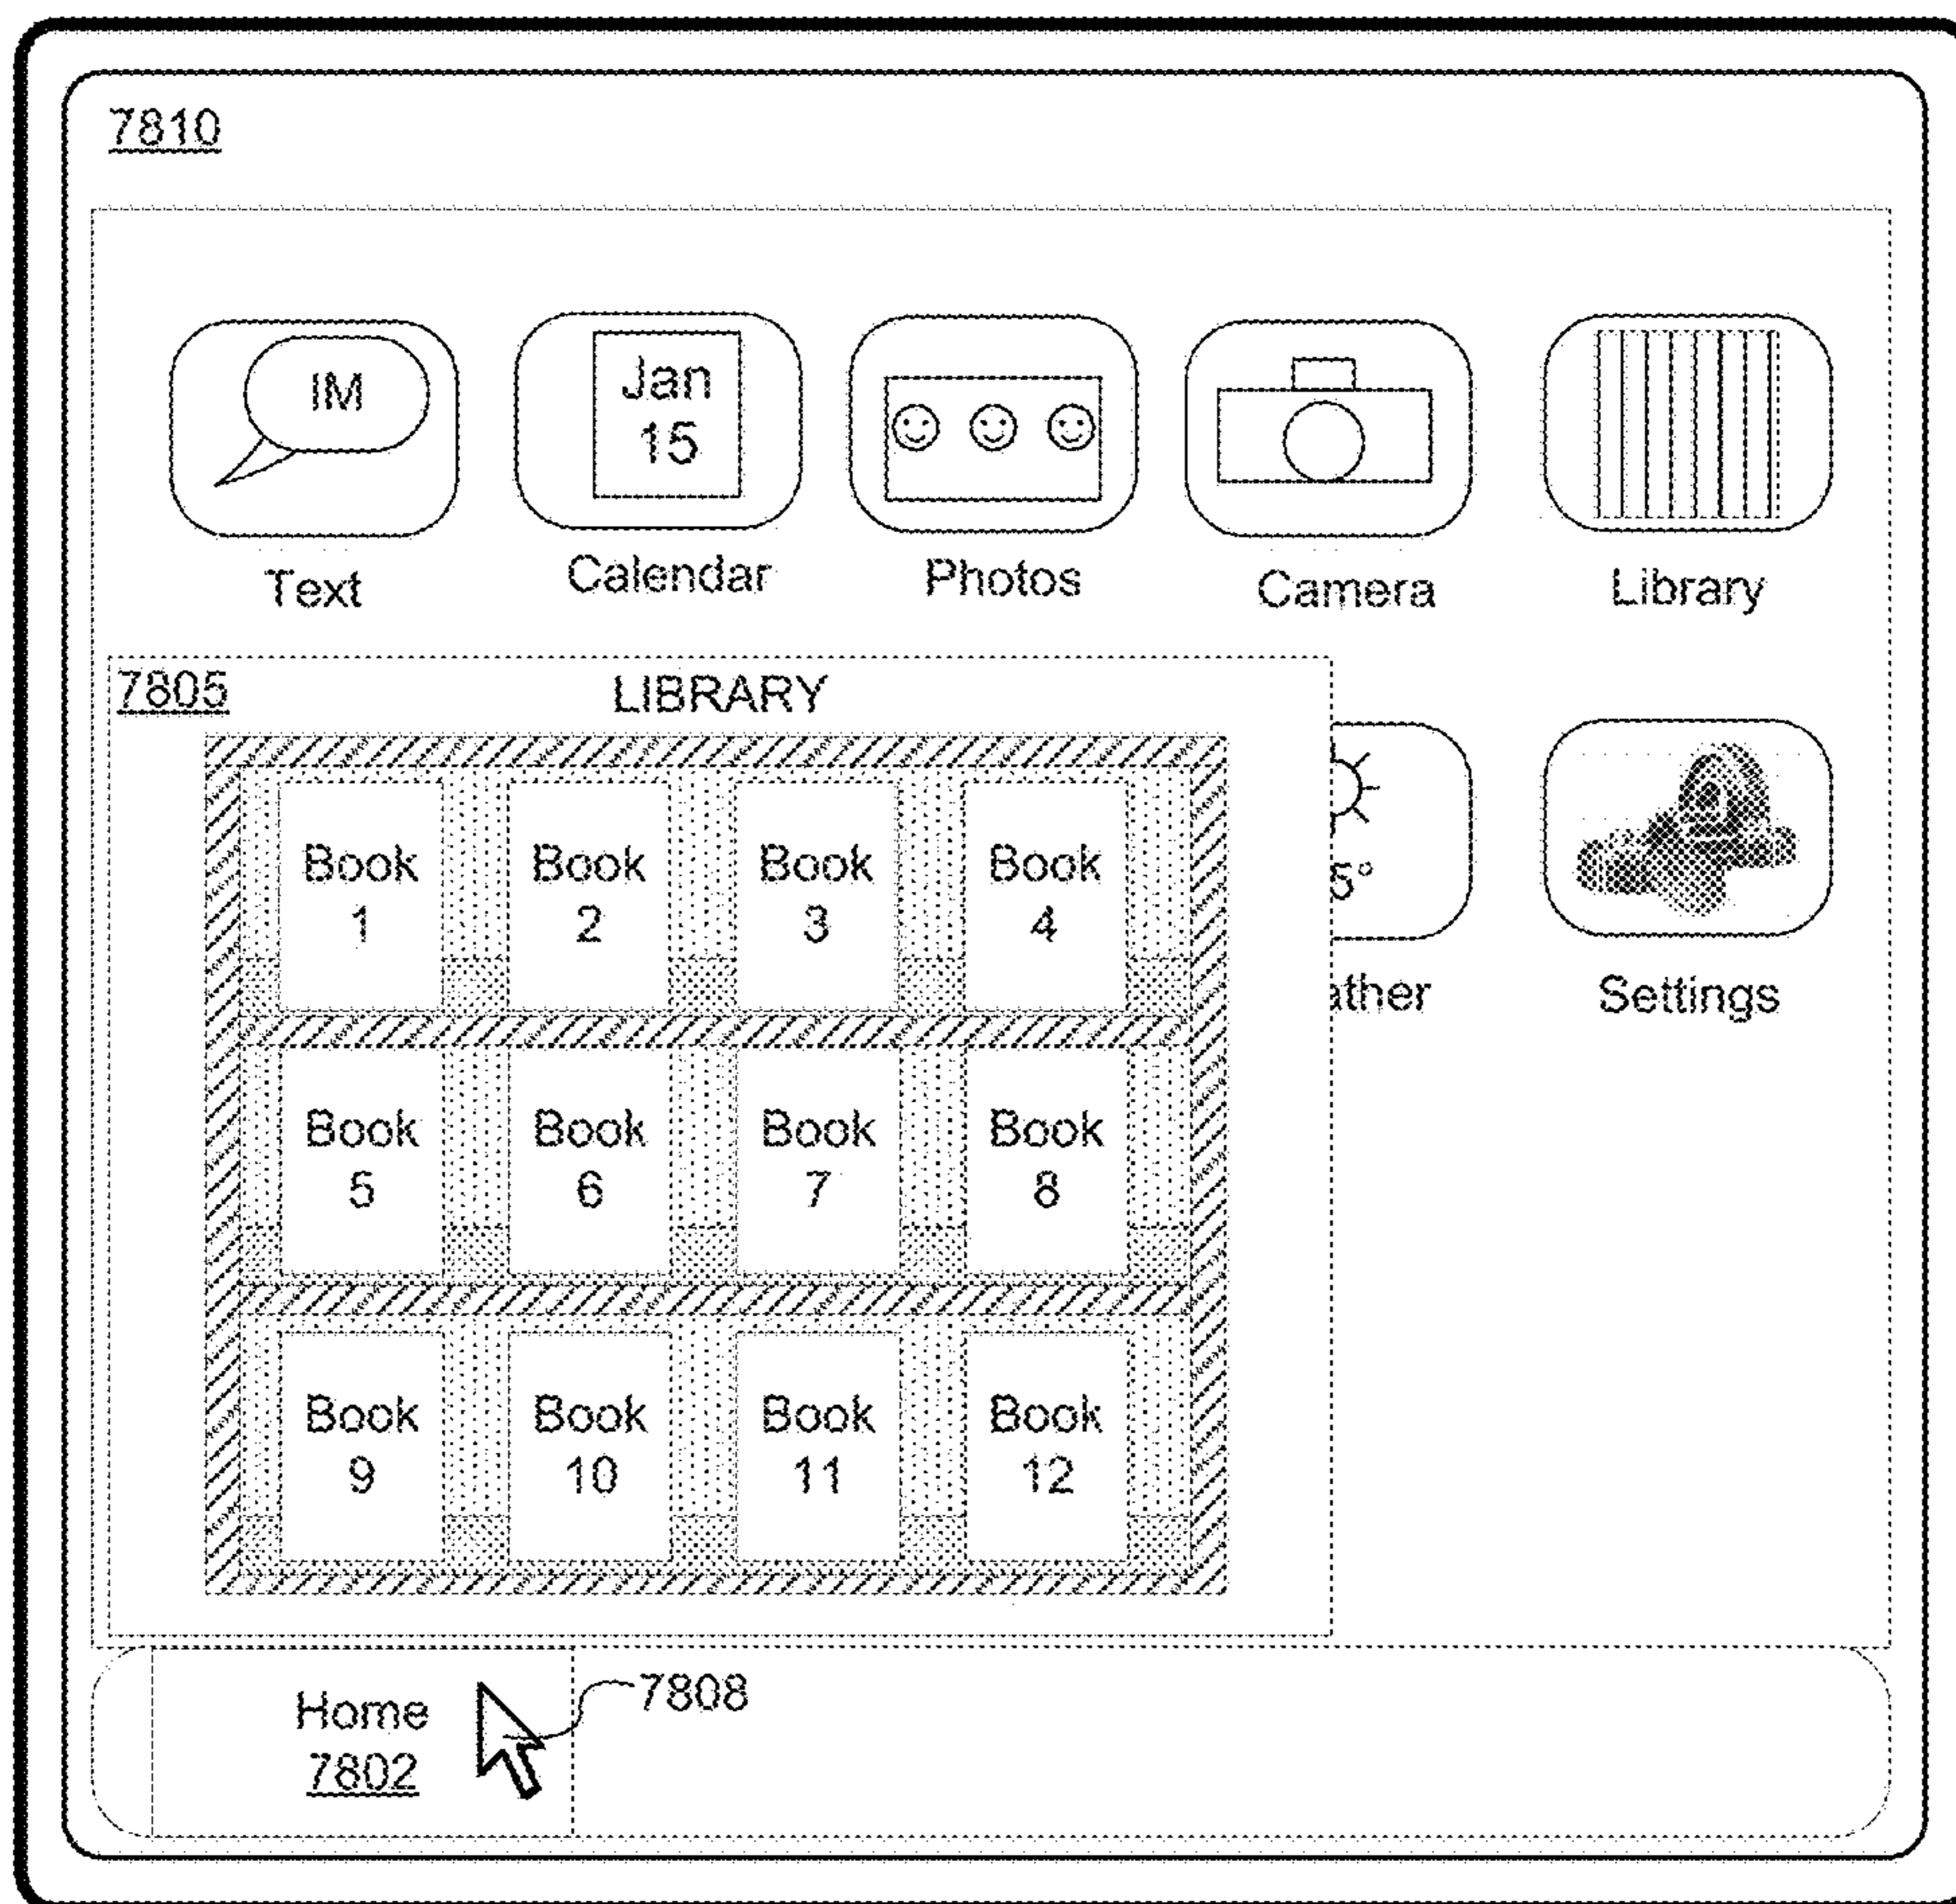 7810
IM
Jan
15
Text
Calendar
Photos
Camera
Library
7805
LIBRARY
5°
ather
Settings
Book
1
Book
2
Book
3
Book
4
Book
5
Book
6
Book
7
Book
8
Book
9
Book
10
Book
11
Book
12
Home
7802
7808